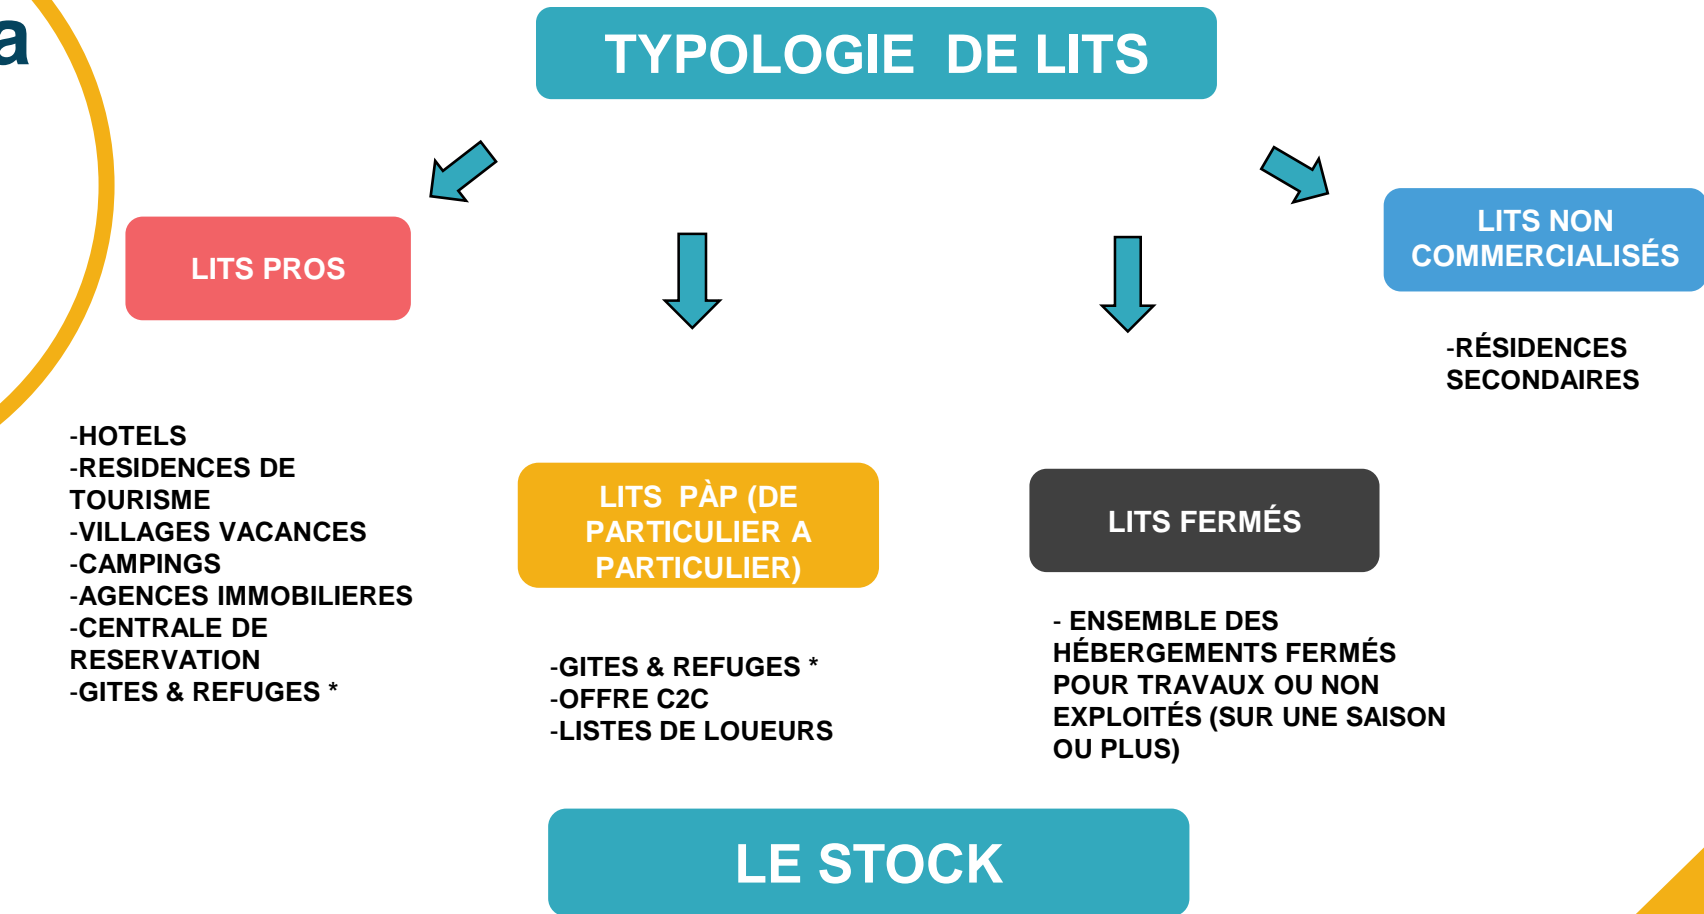 a
TYPOLOGIE DE LITS
LITS PROS
-HOTELS
-RESIDENCES DE
TOURISME
-VILLAGES VACANCES
-CAMPINGS
-AGENCES IMMOBILIERES
-CENTRALE DE
RESERVATION
-GITES & REFUGES *
LITS PÀP (DE
PARTICULIER A
PARTICULIER)
-GITES & REFUGES *
-OFFRE C2C
-LISTES DE LOUEURS
LITS FERMÉS
- ENSEMBLE DES
HÉBERGEMENTS FERMÉS
POUR TRAVAUX OU NON
EXPLOITÉS (SUR UNE SAISON
OU PLUS)
LITS NON
COMMERCIALISÉS
-RÉSIDENCES
SECONDAIRES
LE STOCK